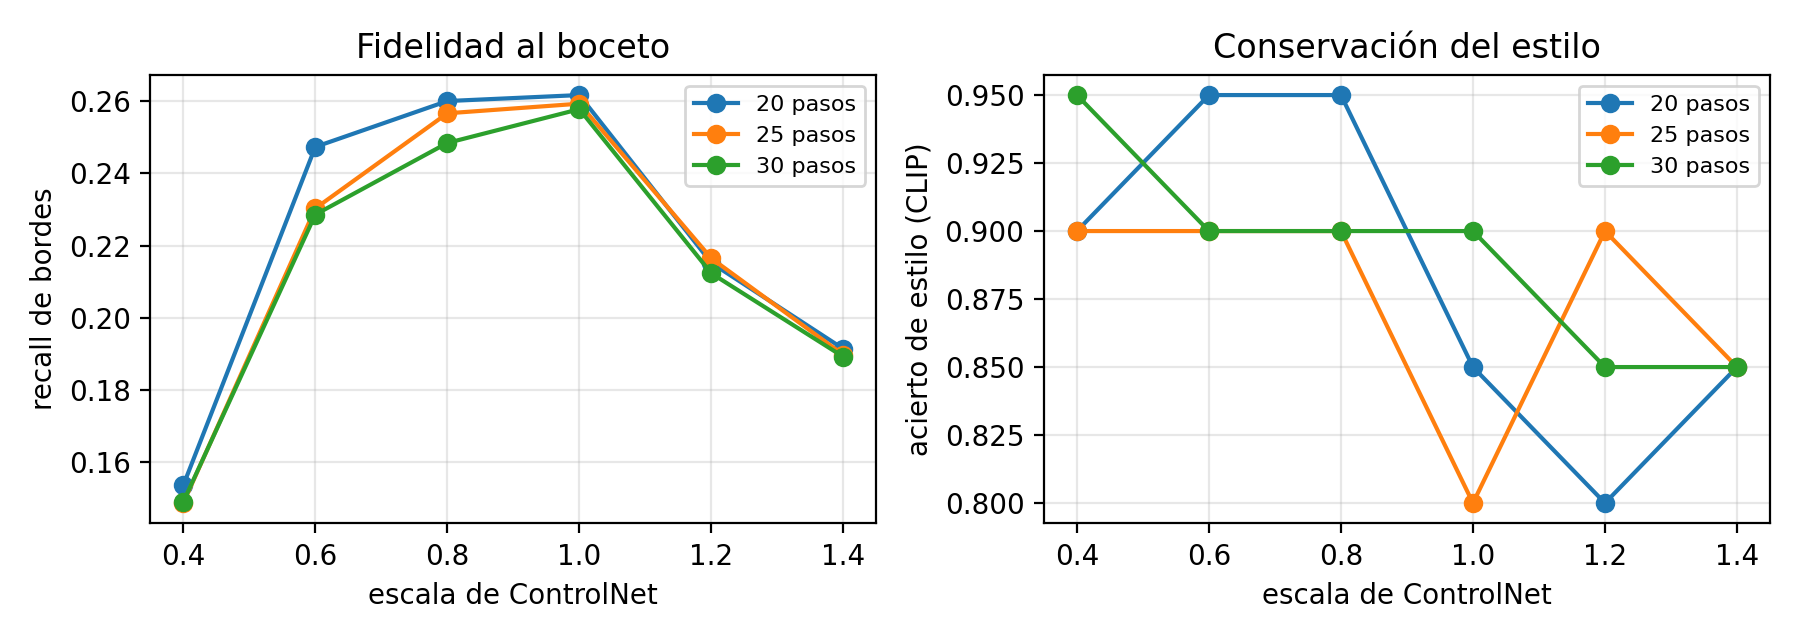 Fidelidad al boceto
recall de bordes
0.26
0.24
0.22
0.20
0.18
0.16
20 pasos
25 pasos
30 pasos
0.4 0.6 0.8 1.0 1.2 1.4
escala de ControlNet
Conservación del estilo
acierto de estilo (CLIP)
0.950
0.925
0.900
0.875
0.850
0.825
0.800
20 pasos
25 pasos
30 pasos
0.4 0.6 0.8 1.0 1.2 1.4
escala de ControlNet